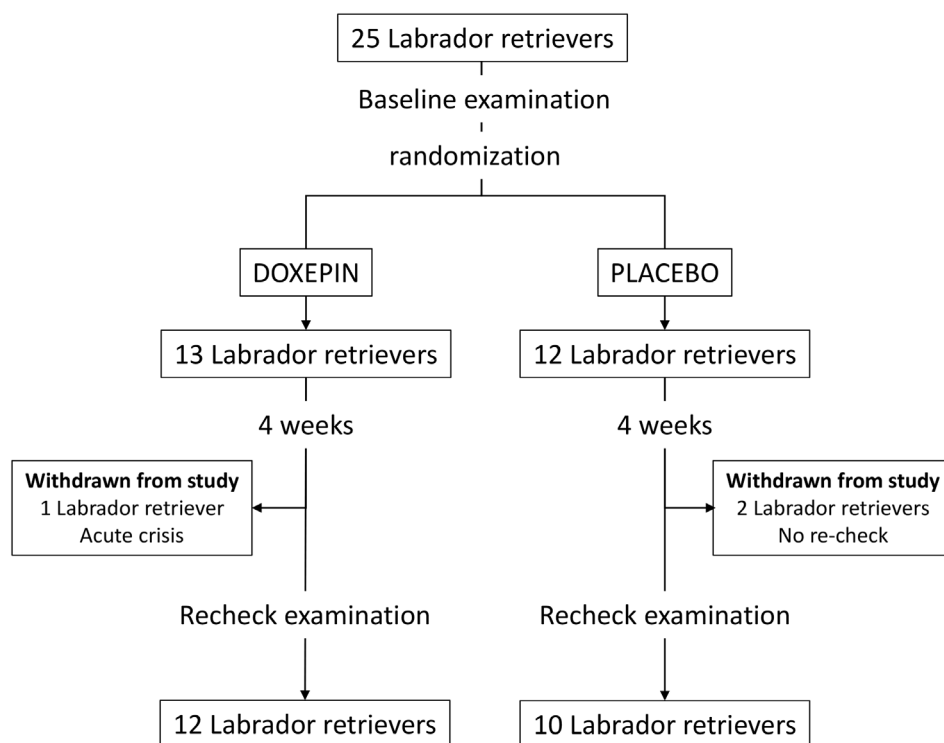 25 Labrador retrievers
Baseline examination
randomization
DOXEPIN
PLACEBO
13 Labrador retrievers
12 Labrador retrievers
4 weeks
4 weeks
Withdrawn from study
1 Labrador retriever
Acute crisis
Withdrawn from study
2 Labrador retrievers
No re-check
Recheck examination
Recheck examination
12 Labrador retrievers
10 Labrador retrievers